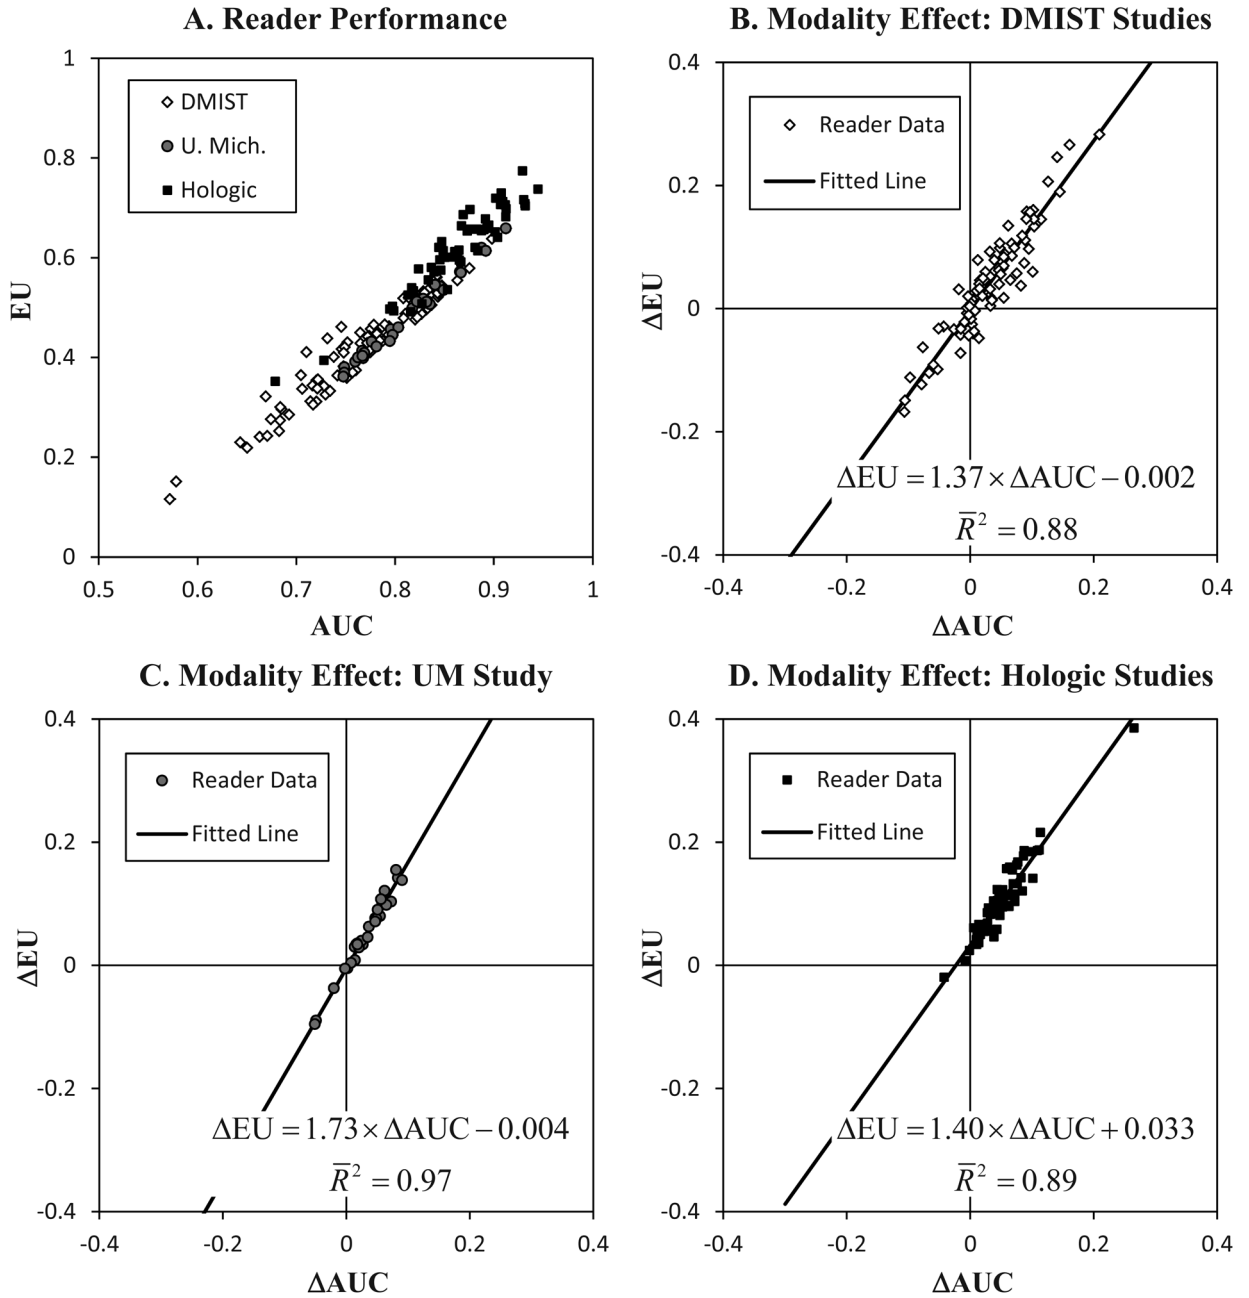 A. Reader Performance
EU
1
0.8
0.6
0.4
0.2
0
0.5
0.6
0.7
0.8
0.9
1
AUC
DMIST
U. Mich.
Hologic
B. Modality Effect: DMIST Studies
ΔEU
0.4
0.2
0
-0.2
-0.4
-0.4
-0.2
0
0.2
0.4
ΔAUC
Reader Data
Fitted Line
ΔEU = 1.37 × ΔAUC − 0.002
R̅² = 0.88
C. Modality Effect: UM Study
ΔEU
0.4
0.2
0
-0.2
-0.4
-0.4
-0.2
0
0.2
0.4
ΔAUC
Reader Data
Fitted Line
ΔEU = 1.73 × ΔAUC − 0.004
R̅² = 0.97
D. Modality Effect: Hologic Studies
ΔEU
0.4
0.2
0
-0.2
-0.4
-0.4
-0.2
0
0.2
0.4
ΔAUC
Reader Data
Fitted Line
ΔEU = 1.40 × ΔAUC + 0.033
R̅² = 0.89